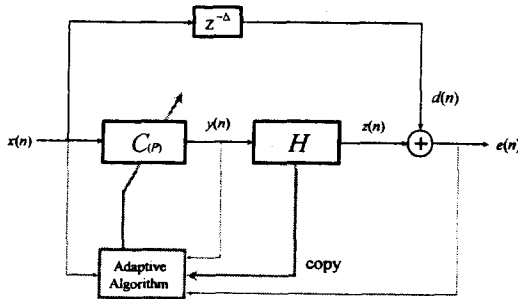 z⁻Δ
d(n)
x(n)
C(P)
y(n)
H
z(n)
+
e(n)
Adaptive
Algorithm
copy